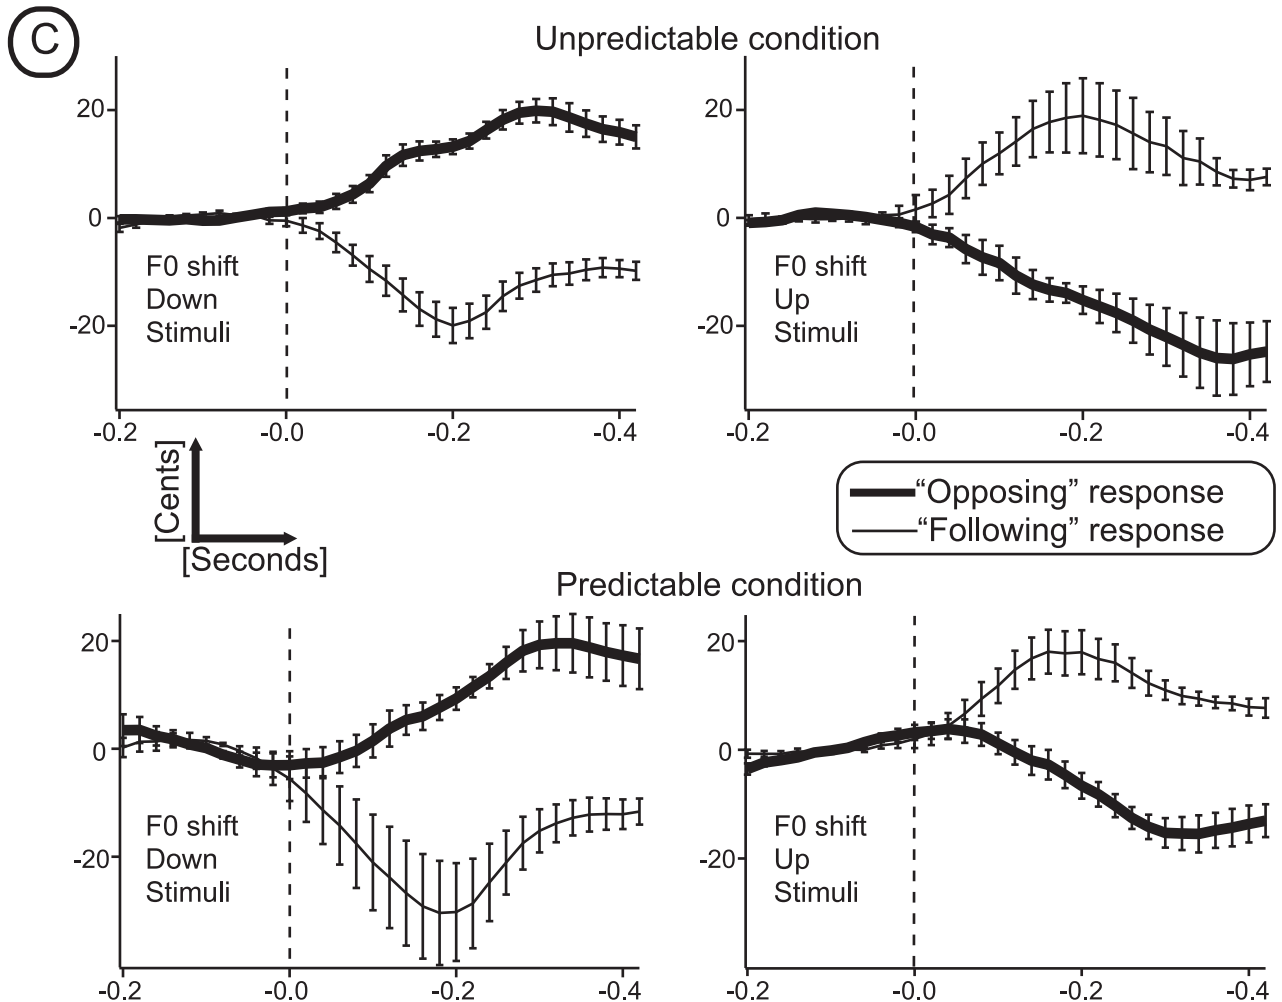 C
Unpredictable condition
20
0
-20
F0 shift
Down
Stimuli
-0.2
-0.0
-0.2
-0.4
20
0
-20
F0 shift
Up
Stimuli
-0.2
-0.0
-0.2
-0.4
[Cents]
[Seconds]
"Opposing" response
"Following" response
Predictable condition
20
0
-20
F0 shift
Down
Stimuli
-0.2
-0.0
-0.2
-0.4
20
0
-20
F0 shift
Up
Stimuli
-0.2
-0.0
-0.2
-0.4